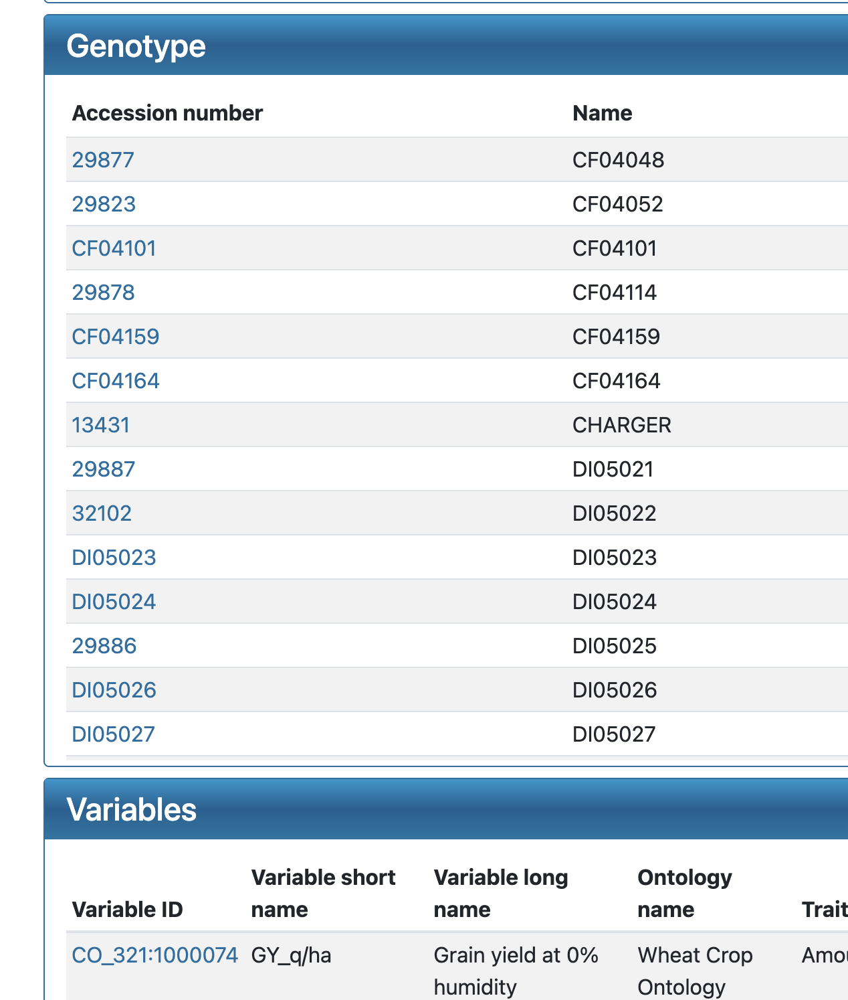 Genotype
Accession number Name
29877 CF04048
29823 CF04052
CF04101 CF04101
29878 CF04114
CF04159 CF04159
CF04164 CF04164
13431 CHARGER
29887 DI05021
32102 DI05022
DI05023 DI05023
DI05024 DI05024
29886 DI05025
DI05026 DI05026
DI05027 DI05027
Variables
Variable short Variable long Ontology
Variable ID name name name Trait
CO_321:1000074 GY_q/ha Grain yield at 0% Wheat Crop
humidity Ontology